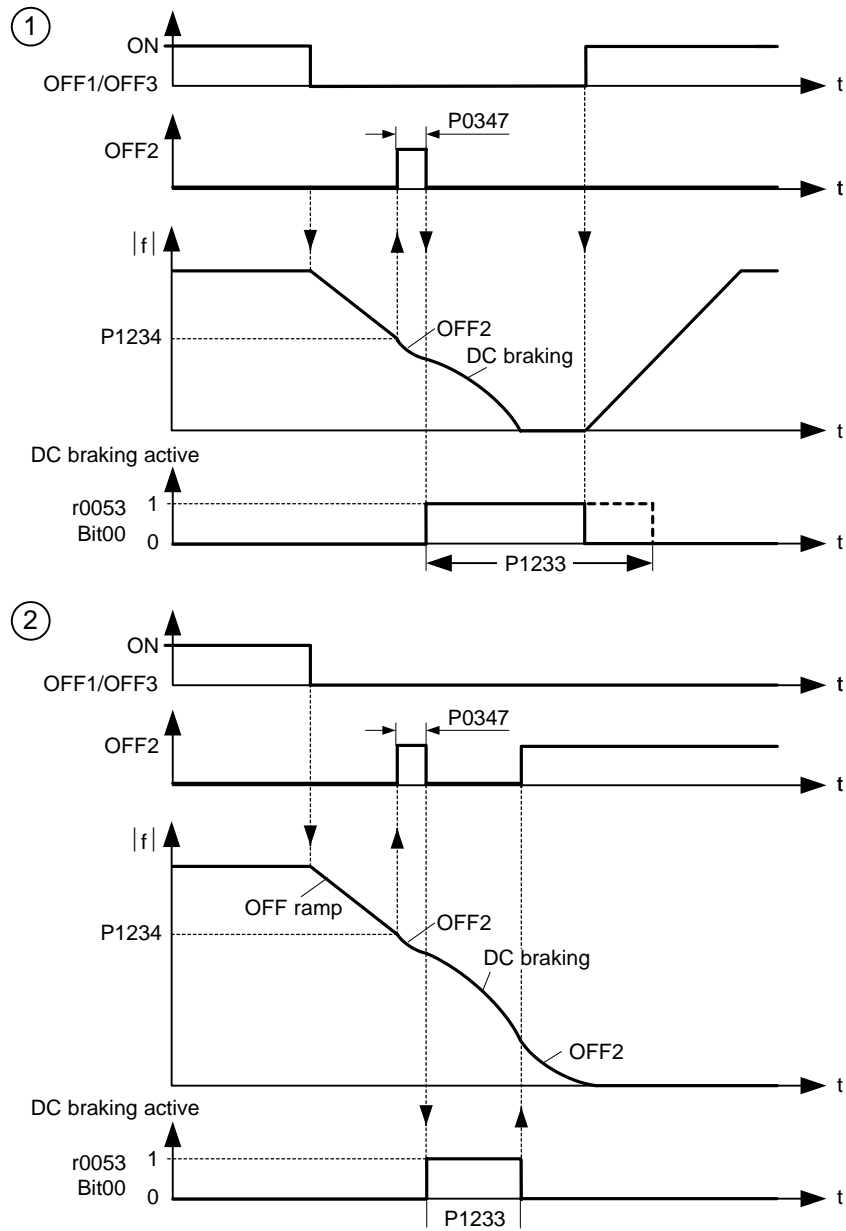 1
ON
OFF1/OFF3
t
P0347
OFF2
t
|f|
P1234
OFF2
DC braking
t
DC braking active
r0053
Bit00
1
0
t
P1233
2
ON
OFF1/OFF3
t
P0347
OFF2
t
|f|
OFF ramp
P1234
OFF2
DC braking
OFF2
t
DC braking active
r0053
Bit00
1
0
t
P1233